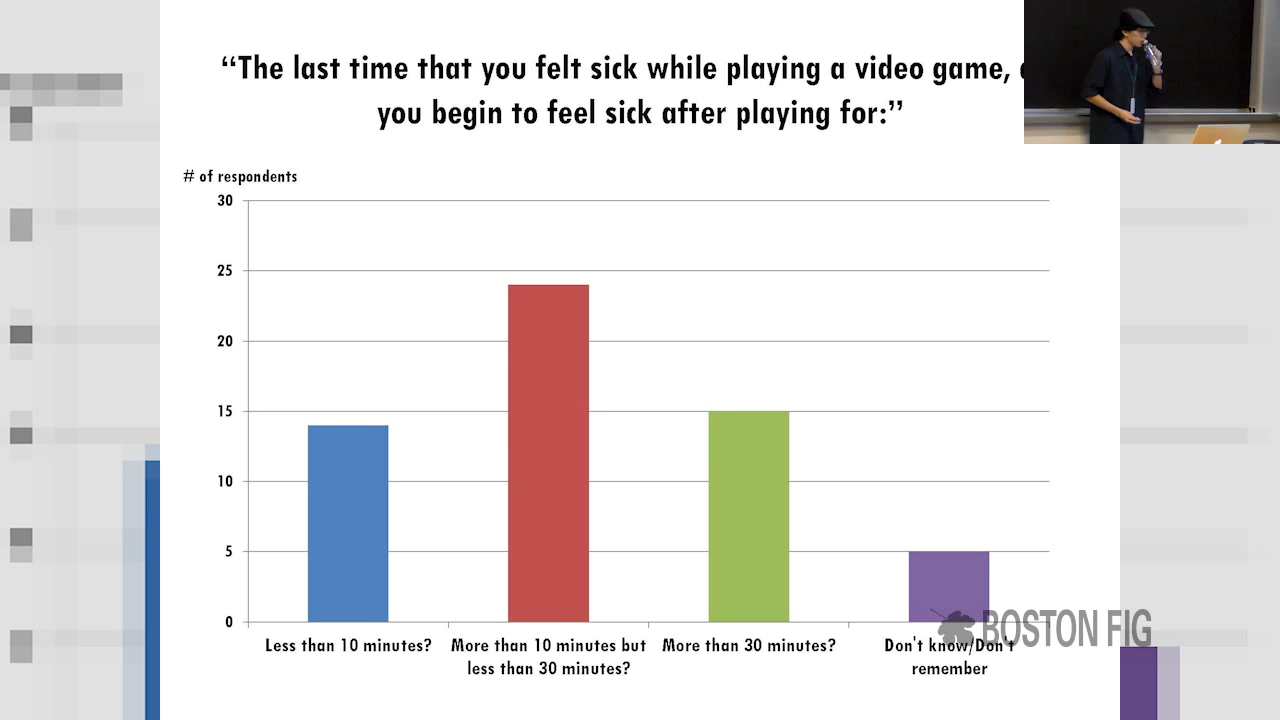 “The last time that you felt sick while playing a video game,
you begin to feel sick after playing for:”
# of respondents
30
25
20
15
10
5
0
Less than 10 minutes?
More than 10 minutes but
less than 30 minutes?
More than 30 minutes?
Don't know/Don't
remember
BOSTON FIG